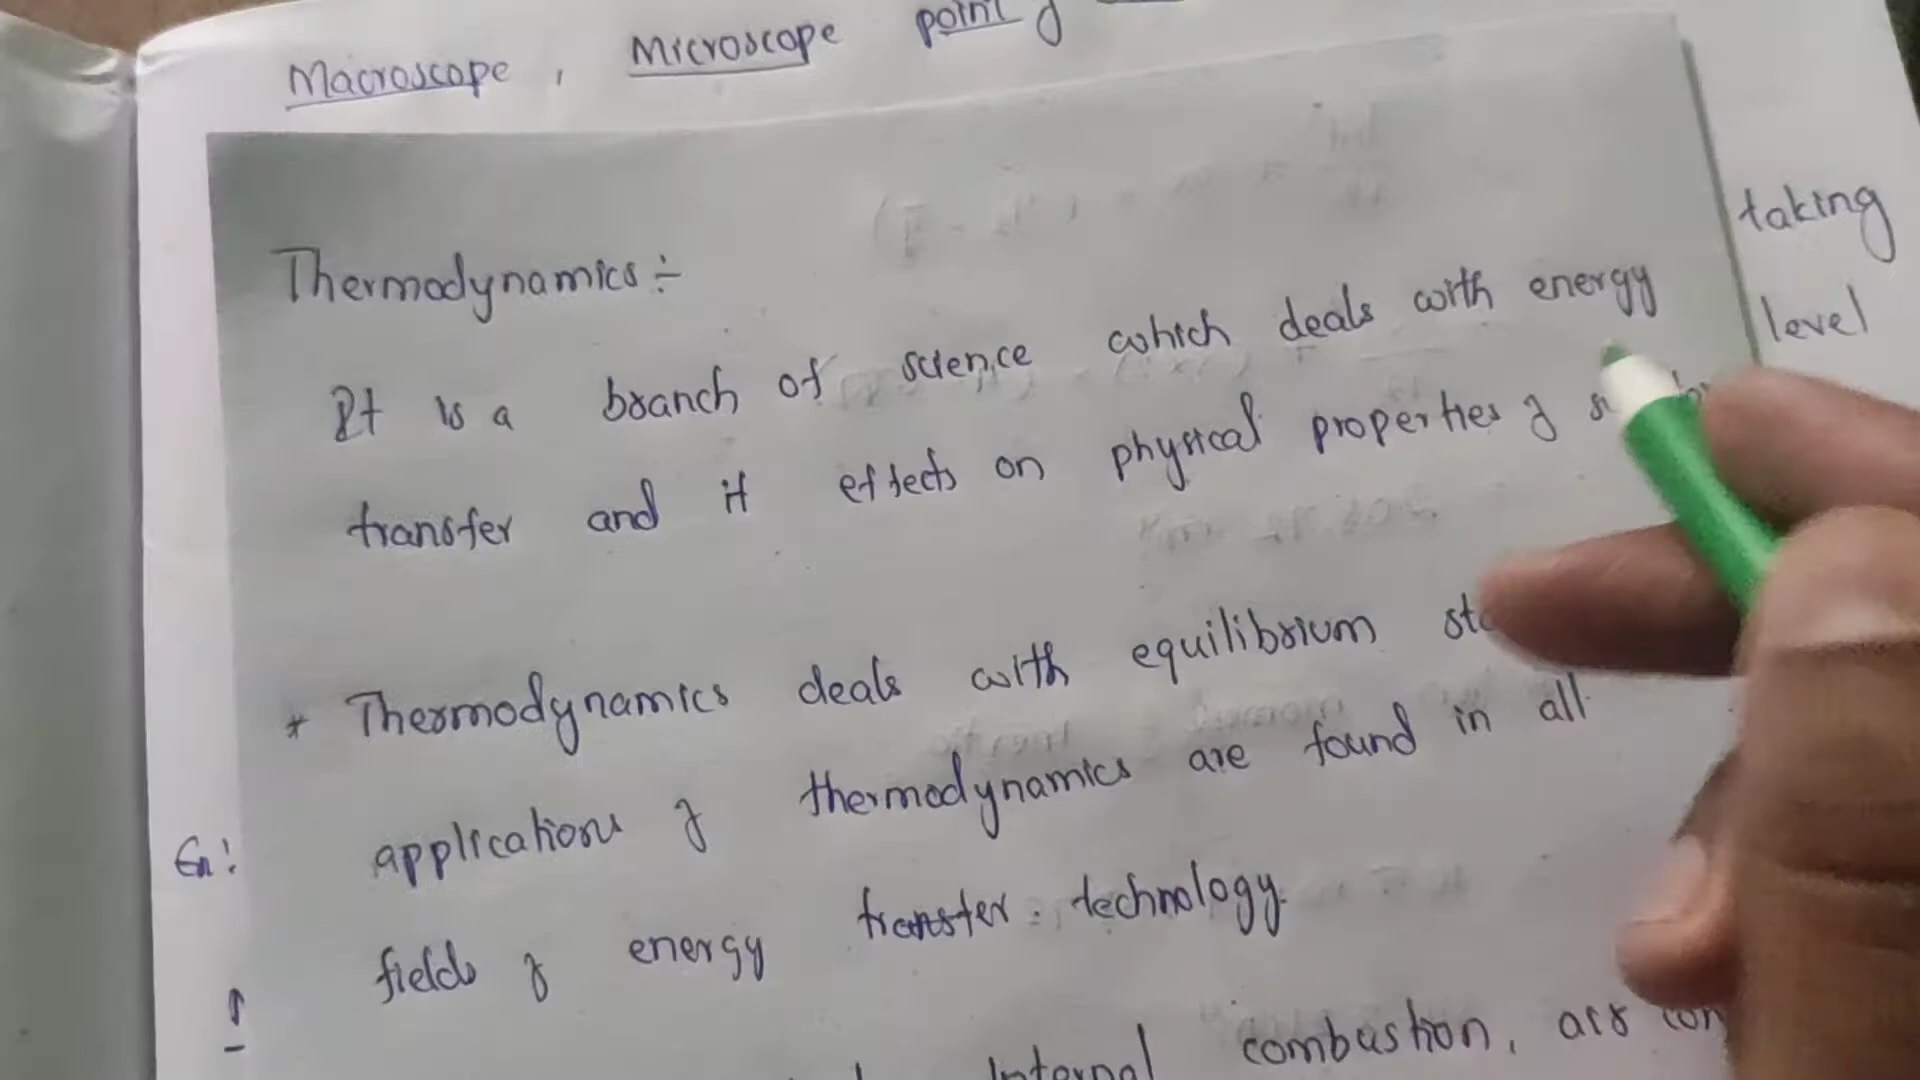 Macroscope, Microscope point of
taking
Thermodynamics:-
level
It is a branch of science which deals with energy
transfer and it effects on physical properties of
* Thermodynamics deals with equilibrium
applications of thermodynamics are found in all
Ex:
fields of energy transfer technology.
Internal combustion, air